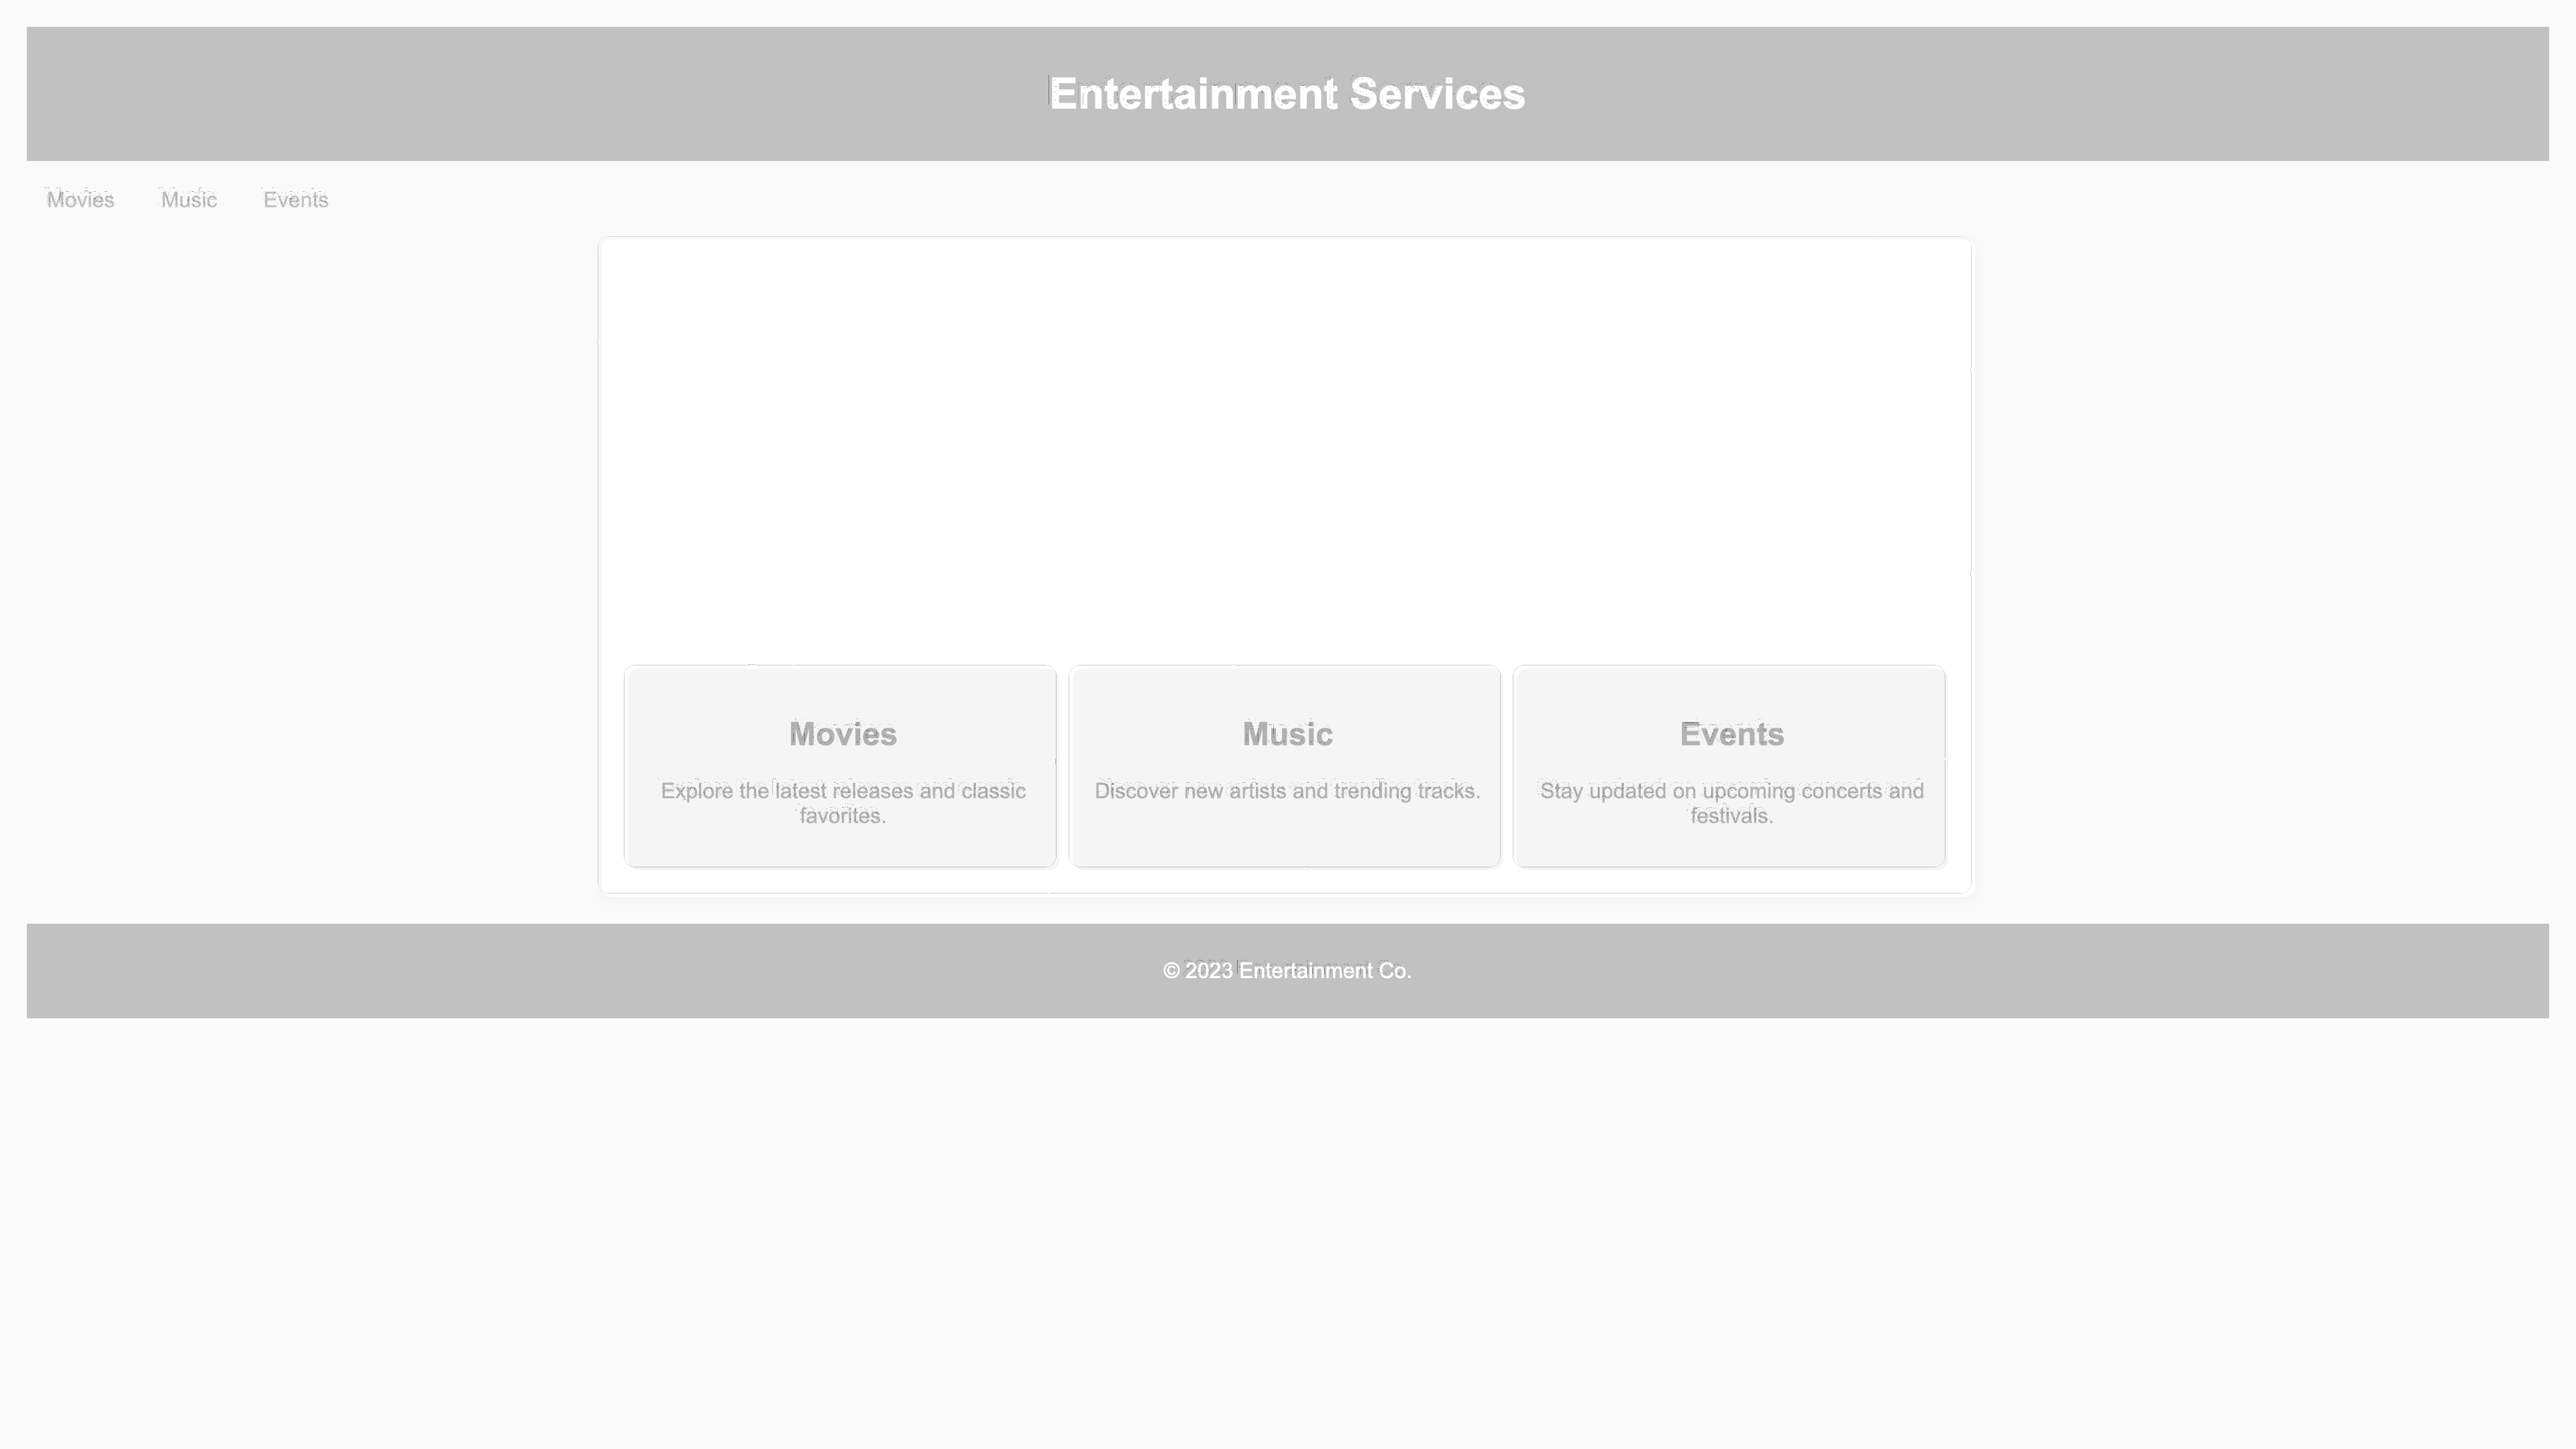 Entertainment Services
Movies Music Events
Movies
Explore the latest releases and classic
favorites.
Music
Discover new artists and trending tracks.
Events
Stay updated on upcoming concerts and
festivals.
© 2023 Entertainment Co.